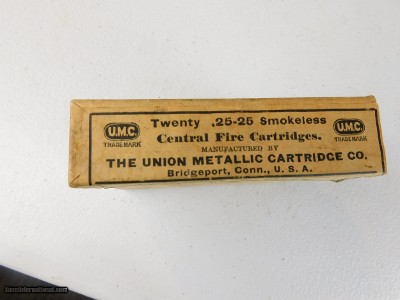 Twenty .25-25 Smokeless
Central Fire Cartridges.
MANUFACTURED BY
THE UNION METALLIC CARTRIDGE CO.
Bridgeport, Conn., U. S. A.
U.M.C.
TRADE MARK
U.M.C.
TRADE MARK